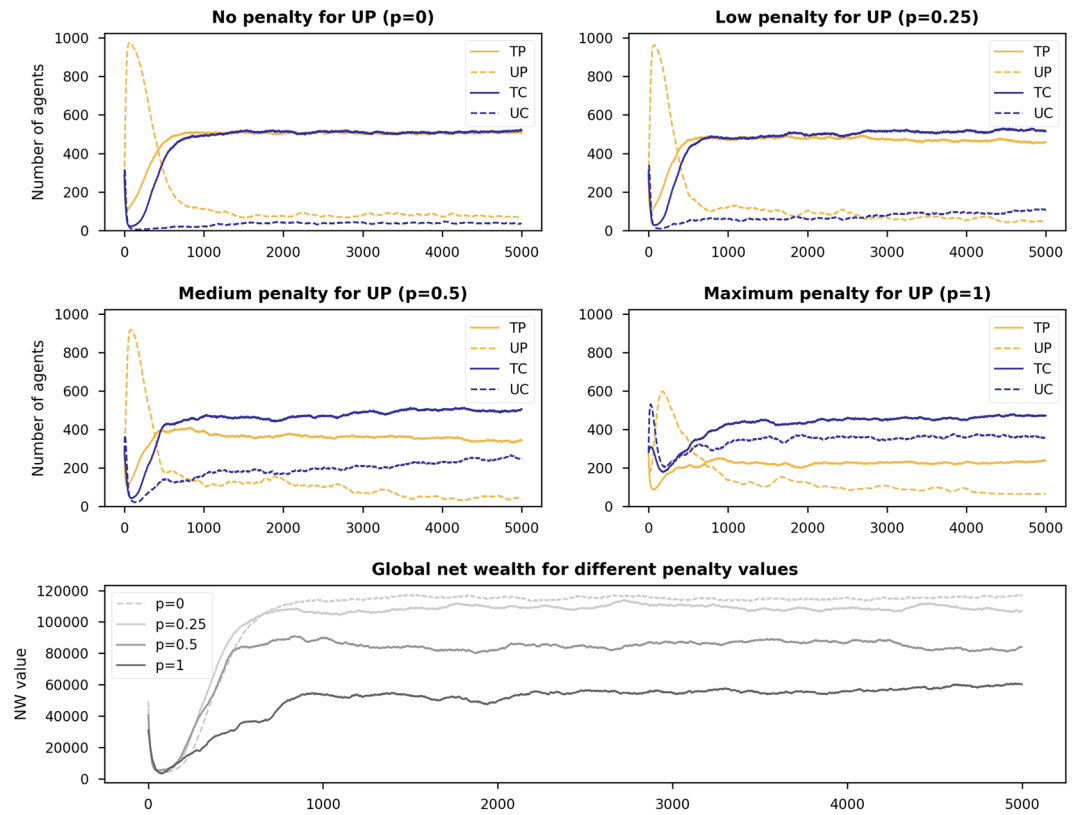 No penalty for UP (p=0)
Number of agents
1000
800
600
400
200
0
0 1000 2000 3000 4000 5000
TP
UP
TC
UC
Low penalty for UP (p=0.25)
1000
800
600
400
200
0
0 1000 2000 3000 4000 5000
TP
UP
TC
UC
Medium penalty for UP (p=0.5)
Number of agents
1000
800
600
400
200
0
0 1000 2000 3000 4000 5000
TP
UP
TC
UC
Maximum penalty for UP (p=1)
1000
800
600
400
200
0
0 1000 2000 3000 4000 5000
TP
UP
TC
UC
Global net wealth for different penalty values
NW value
120000
100000
80000
60000
40000
20000
0
0 1000 2000 3000 4000 5000
p=0
p=0.25
p=0.5
p=1